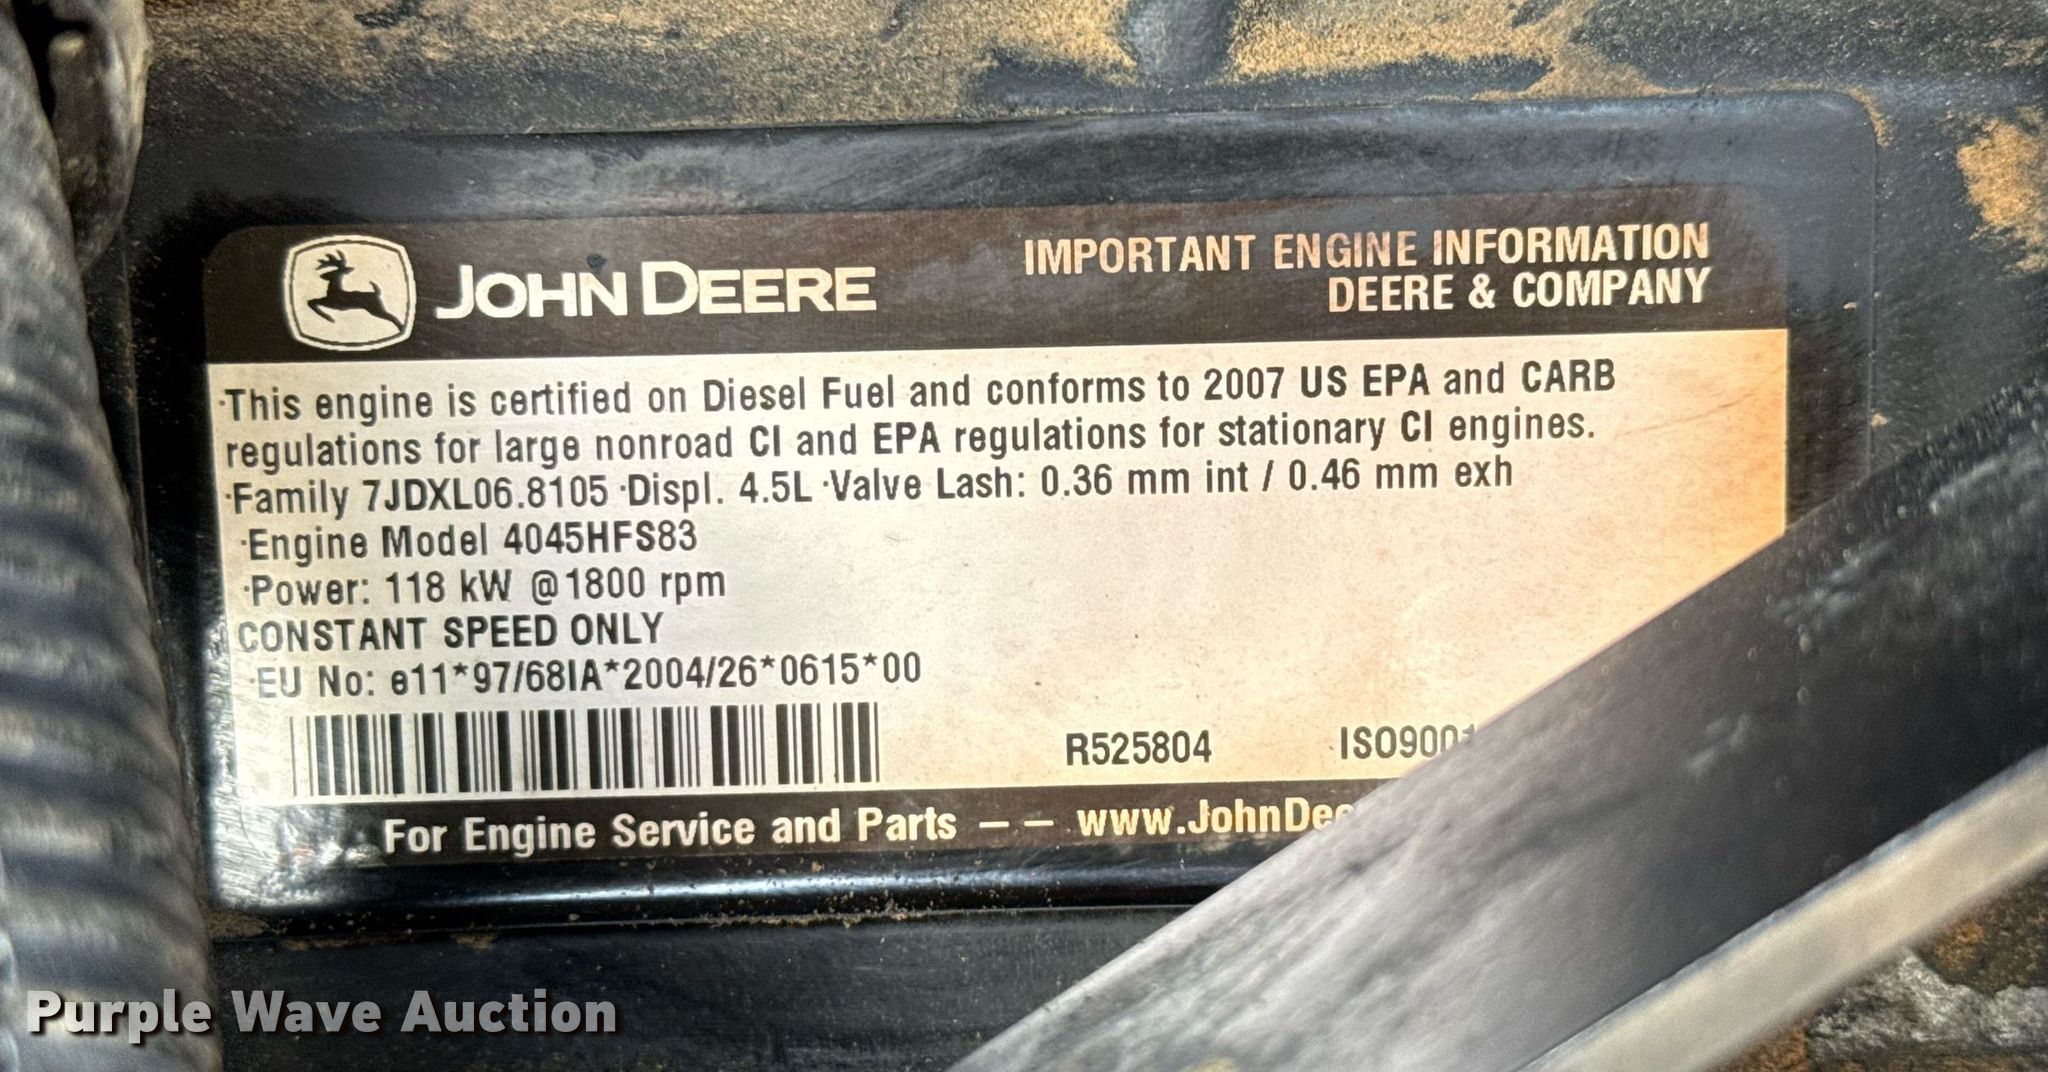 JOHN DEERE
IMPORTANT ENGINE INFORMATION
DEERE & COMPANY
·This engine is certified on Diesel Fuel and conforms to 2007 US EPA and CARB
regulations for large nonroad CI and EPA regulations for stationary CI engines.
·Family 7JDXL06.8105 ·Displ. 4.5L ·Valve Lash: 0.36 mm int / 0.46 mm exh
·Engine Model 4045HFS83
·Power: 118 kW @1800 rpm
CONSTANT SPEED ONLY
·EU No: e11*97/68IA*2004/26*0615*00
R525804
·ISO9001
For Engine Service and Parts – – www.JohnDee
Purple Wave Auction